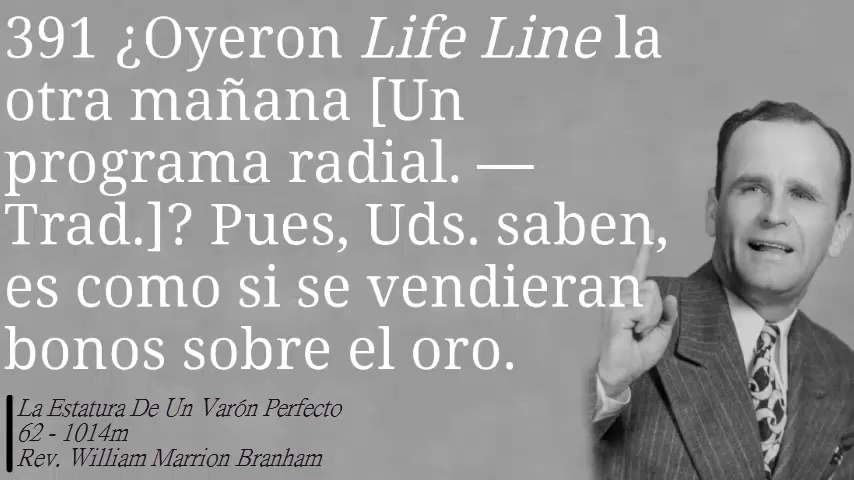 391 ¿Oyeron Life Line la
otra mañana [Un
programa radial. —
Trad.]? Pues, Uds. saben,
es como si se vendieran
bonos sobre el oro.
La Estatura De Un Varón Perfecto
62 - 1014m
Rev. William Marrion Branham